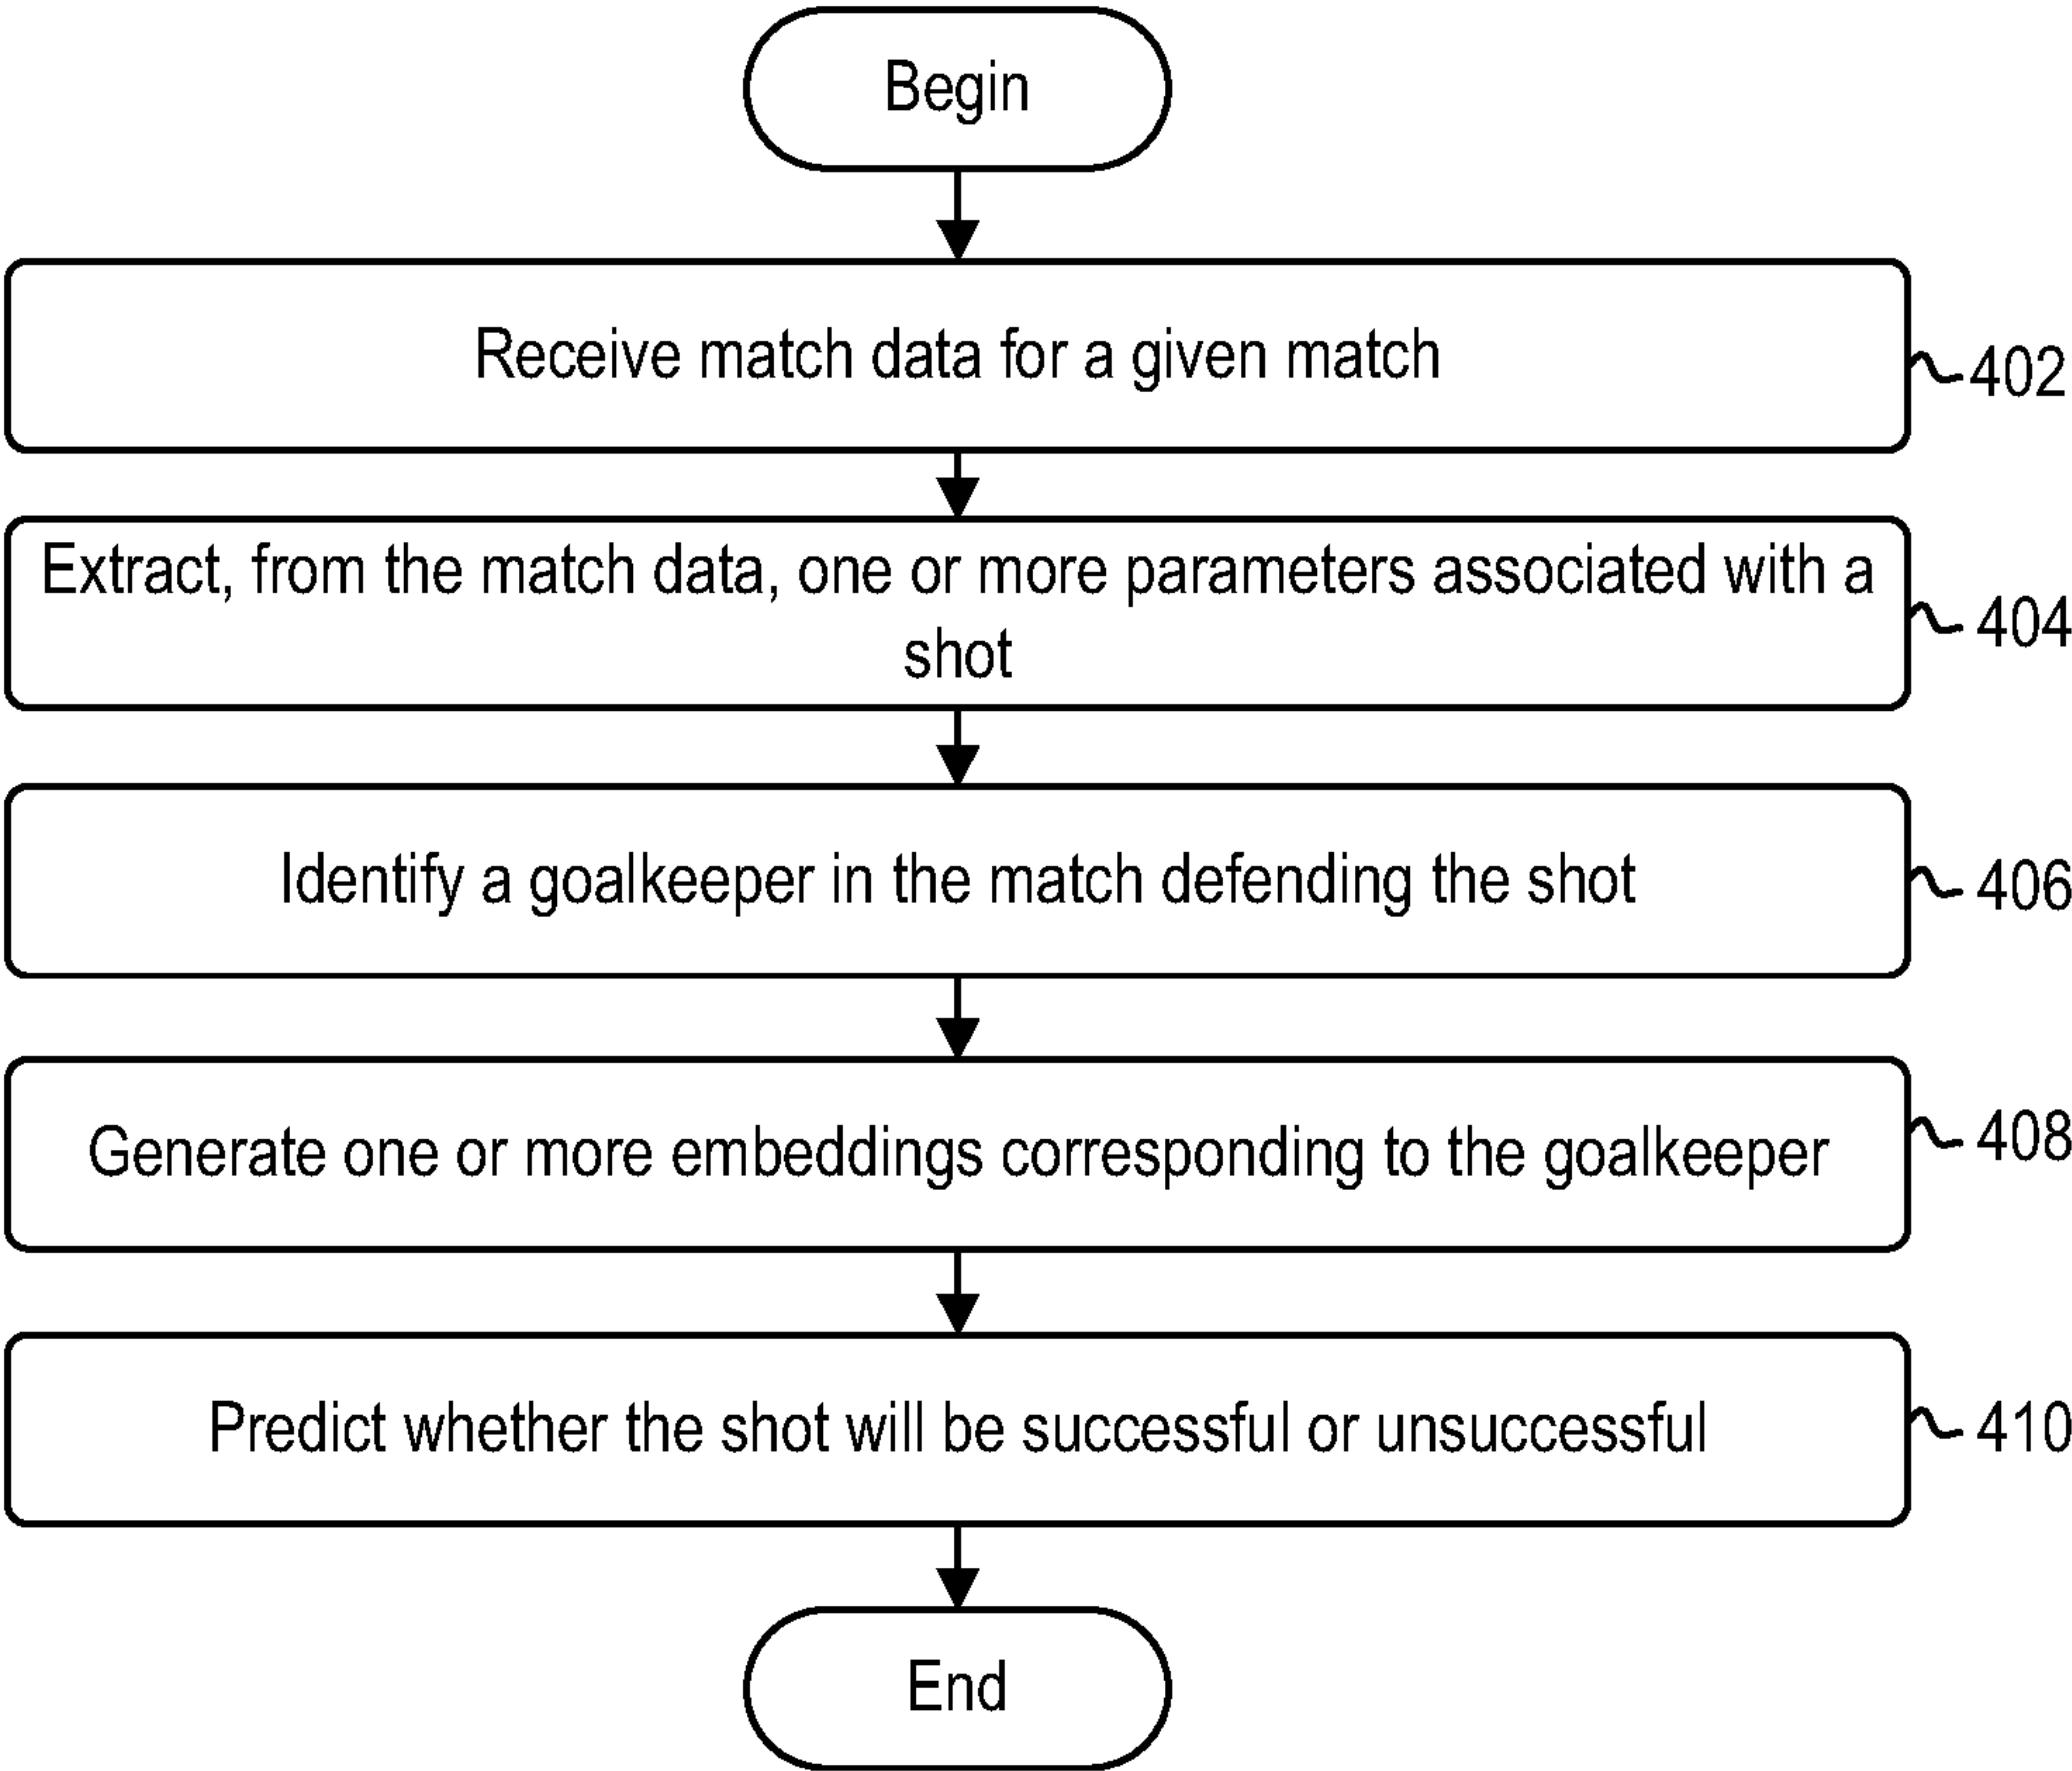 Begin
Receive match data for a given match
402
Extract, from the match data, one or more parameters associated with a
shot
404
Identify a goalkeeper in the match defending the shot
406
Generate one or more embeddings corresponding to the goalkeeper
408
Predict whether the shot will be successful or unsuccessful
410
End